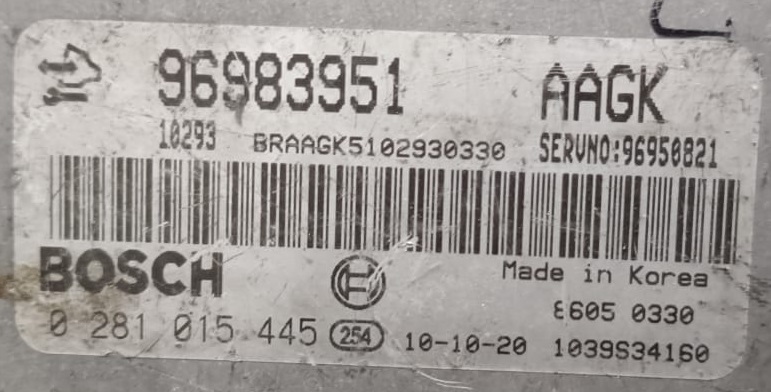 96983951 AAGK
10293 BRAAGK5102930330 SERVNO:96950821
BOSCH
Made in Korea
8605 0330
0 281 015 445 254 10-10-20 1039S34160